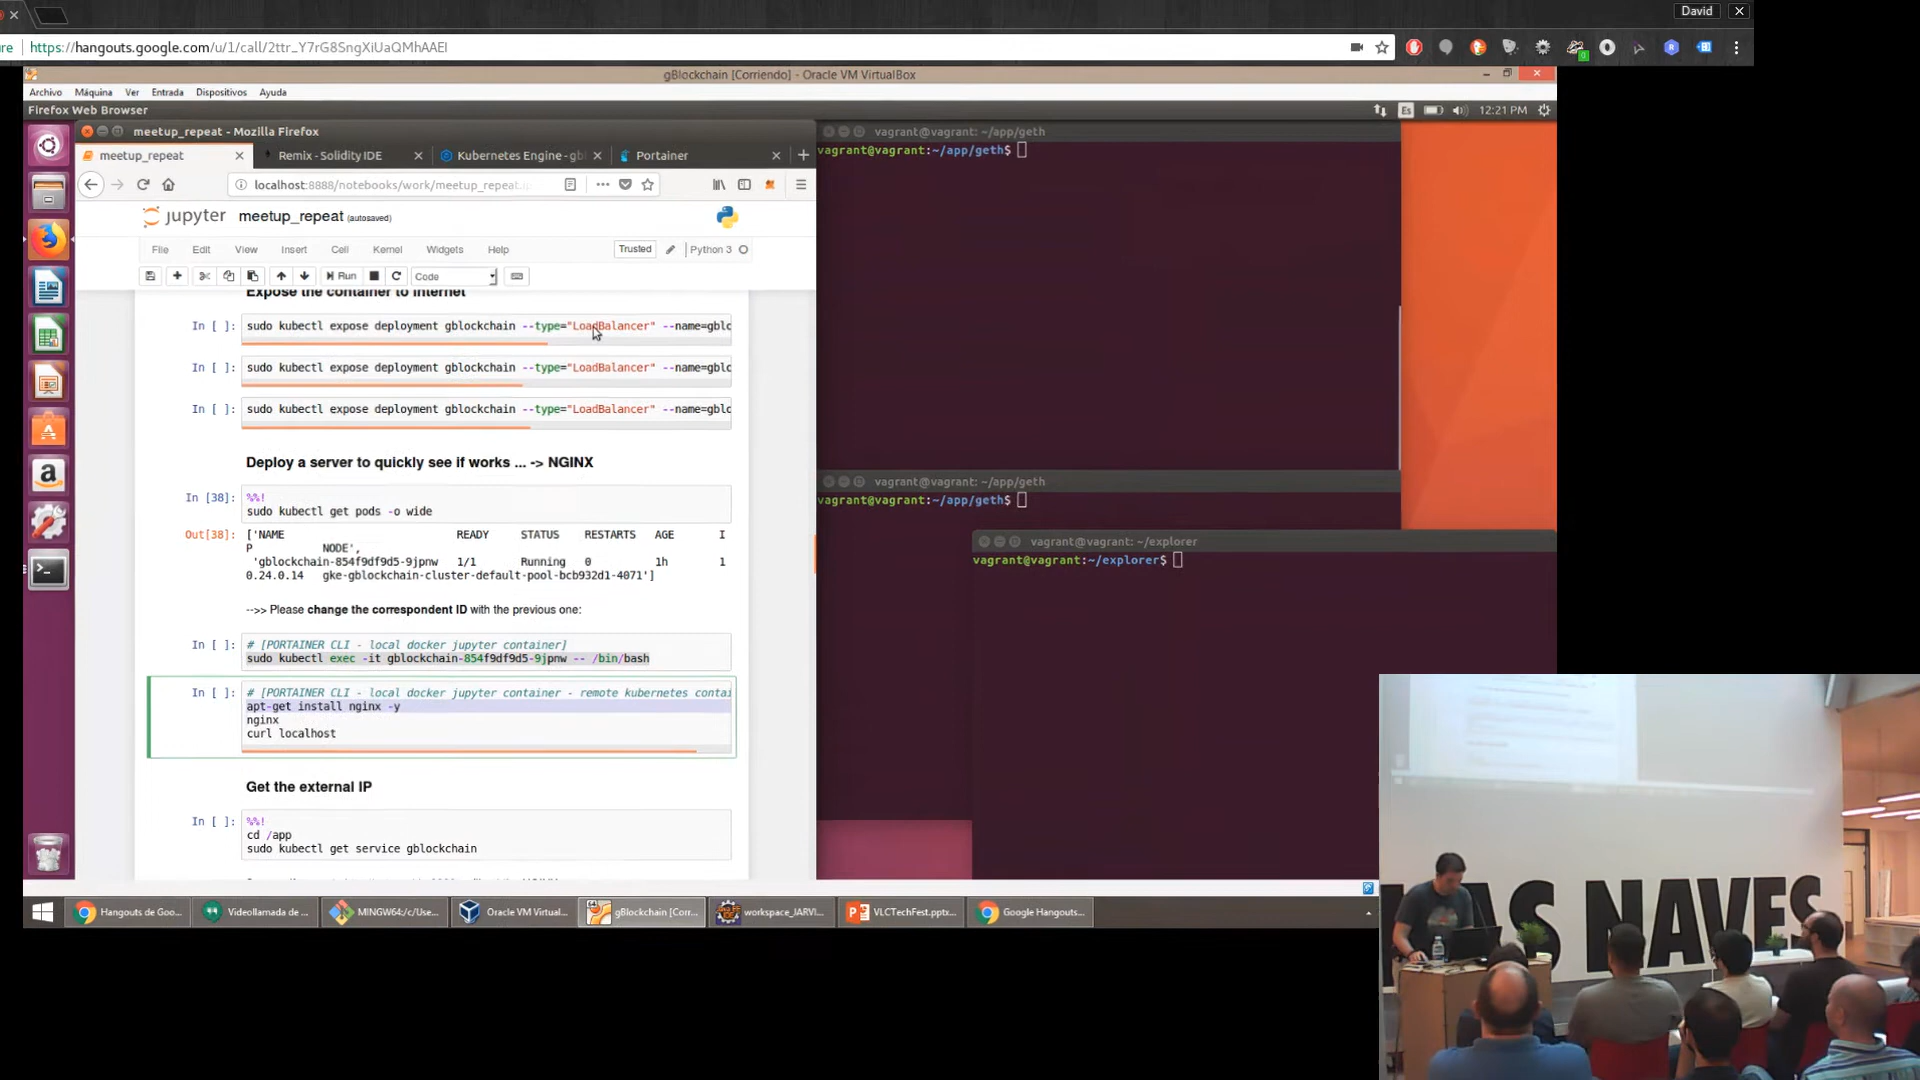 David
re https://hangouts.google.com/u/1/call/2ttr_Y7rG8SngXiUaQMhAAEI
gBlockchain [Corriendo] - Oracle VM VirtualBox
Archivo Máquina Ver Entrada Dispositivos Ayuda
Firefox Web Browser
Es
12:21 PM
meetup_repeat - Mozilla Firefox
meetup_repeat
Remix - Solidity IDE
Kubernetes Engine - gb
Portainer
localhost:8888/notebooks/work/meetup_repeat.i
jupyter meetup_repeat (autosaved)
File Edit View Insert Cell Kernel Widgets Help
Trusted
Python 3
Run
Code
Expose the container to internet
In [ ]: sudo kubectl expose deployment gblockchain --type="LoadBalancer" --name=gblc
In [ ]: sudo kubectl expose deployment gblockchain --type="LoadBalancer" --name=gblc
In [ ]: sudo kubectl expose deployment gblockchain --type="LoadBalancer" --name=gblc
Deploy a server to quickly see if works ... -> NGINX
In [38]: %%!
sudo kubectl get pods -o wide
Out[38]: ['NAME READY STATUS RESTARTS AGE I
P NODE',
'gblockchain-854f9df9d5-9jpnw 1/1 Running 0 1h 1
0.24.0.14 gke-gblockchain-cluster-default-pool-bcb932d1-4071']
-->> Please change the correspondent ID with the previous one:
In [ ]: # [PORTAINER CLI - local docker jupyter container]
sudo kubectl exec -it gblockchain-854f9df9d5-9jpnw -- /bin/bash
In [ ]: # [PORTAINER CLI - local docker jupyter container - remote kubernetes contai
apt-get install nginx -y
nginx
curl localhost
Get the external IP
In [ ]: %%!
cd /app
sudo kubectl get service gblockchain
vagrant@vagrant: ~/app/geth
vagrant@vagrant:~/app/geth$
vagrant@vagrant: ~/app/geth
vagrant@vagrant:~/app/geth$
vagrant@vagrant: ~/explorer
vagrant@vagrant:~/explorer$
AS NAVES
Hangouts de Goo...
Videollamada de ...
MINGW64:/c/Use...
Oracle VM Virtual...
gBlockchain [Corr...
workspace_JARVI...
VLCTechFest.pptx...
Google Hangouts...